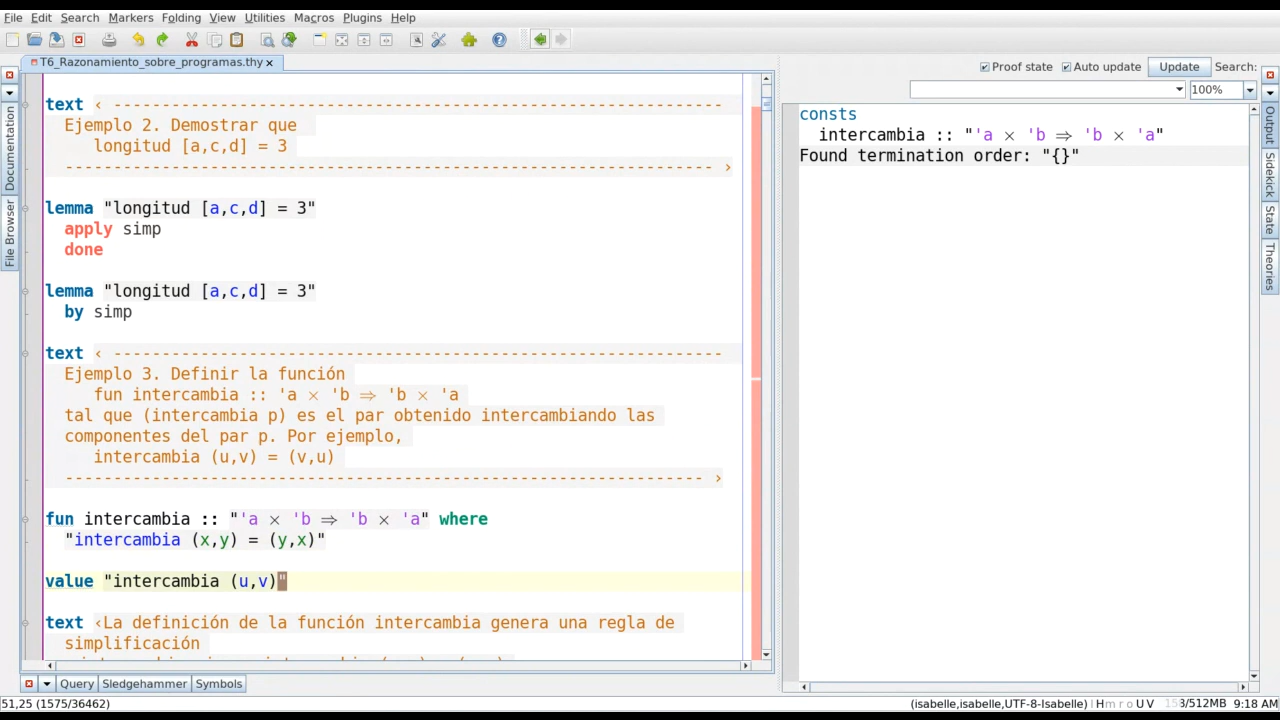 File Edit Search Markers Folding View Utilities Macros Plugins Help
T6_Razonamiento_sobre_programas.thy
Proof state Auto update Update Search:
100%
Documentation
File Browser
text ‹ ---------------------------------------------------------------
Ejemplo 2. Demostrar que
longitud [a,c,d] = 3
------------------------------------------------------------------- ›
lemma "longitud [a,c,d] = 3"
apply simp
done
lemma "longitud [a,c,d] = 3"
by simp
text ‹ ---------------------------------------------------------------
Ejemplo 3. Definir la función
fun intercambia :: 'a × 'b ⇒ 'b × 'a
tal que (intercambia p) es el par obtenido intercambiando las
componentes del par p. Por ejemplo,
intercambia (u,v) = (v,u)
------------------------------------------------------------------ ›
fun intercambia :: "'a × 'b ⇒ 'b × 'a" where
"intercambia (x,y) = (y,x)"
value "intercambia (u,v)"
text ‹La definición de la función intercambia genera una regla de
simplificación
consts
intercambia :: "'a × 'b ⇒ 'b × 'a"
Found termination order: "{}"
Output
Sidekick
State
Theories
Query Sledgehammer Symbols
51,25 (1575/36462)
(isabelle,isabelle,UTF-8-Isabelle) H m r o U V /512MB 9:18 AM